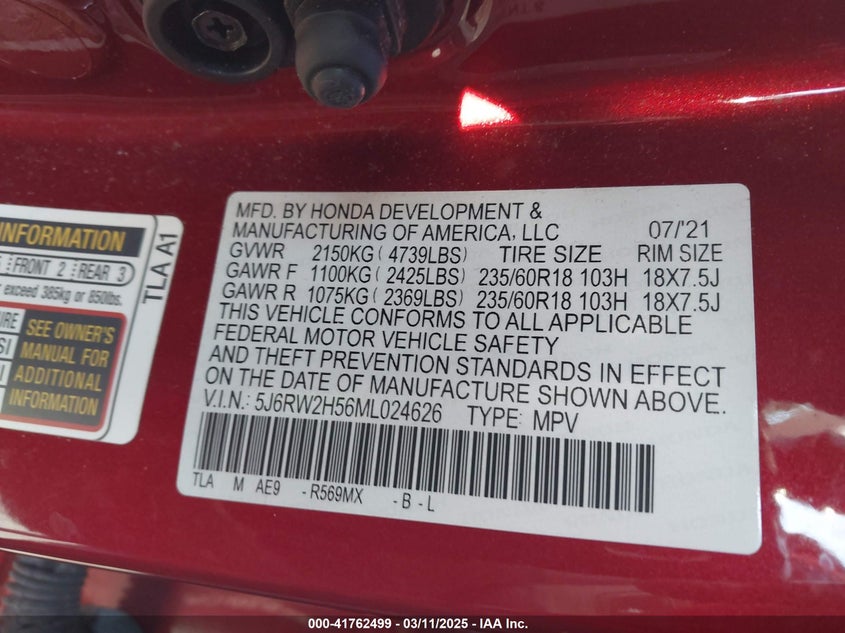 INFORMATION
FRONT 2 REAR 3
exceed 385kg or 850lbs.
TLA A1
SEE OWNER'S
MANUAL FOR
ADDITIONAL
INFORMATION
MFD. BY HONDA DEVELOPMENT &
MANUFACTURING OF AMERICA, LLC 07/'21
GVWR 2150KG ( 4739LBS) TIRE SIZE RIM SIZE
GAWR F 1100KG ( 2425LBS) 235/60R18 103H 18X7.5J
GAWR R 1075KG ( 2369LBS) 235/60R18 103H 18X7.5J
THIS VEHICLE CONFORMS TO ALL APPLICABLE
FEDERAL MOTOR VEHICLE SAFETY
AND THEFT PREVENTION STANDARDS IN EFFECT
ON THE DATE OF MANUFACTURE SHOWN ABOVE.
V.I.N.: 5J6RW2H56ML024626 TYPE: MPV
TLA M AE9 -R569MX -B-L
000-41762499 - 03/11/2025 - IAA Inc.